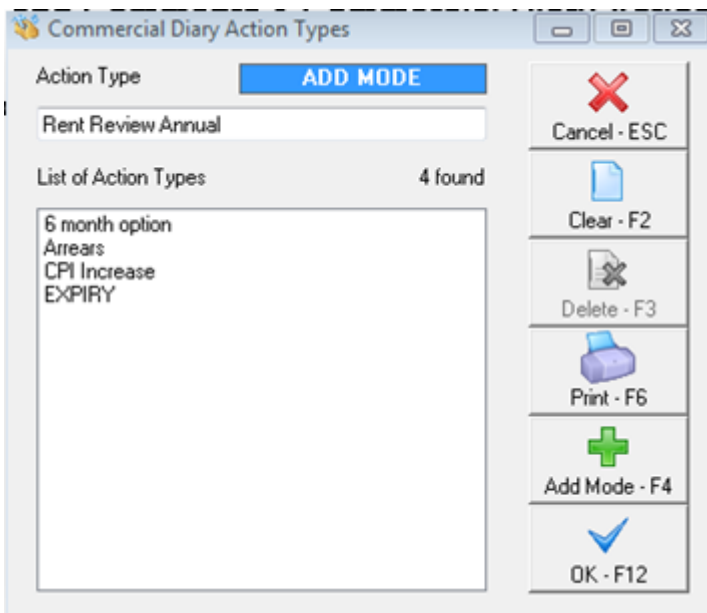 Commercial Diary Action Types
Action Type
ADD MODE
Rent Review Annual
List of Action Types 4 found
6 month option
Arrears
CPI Increase
EXPIRY
Cancel - ESC
Clear - F2
Delete - F3
Print - F6
Add Mode - F4
OK - F12